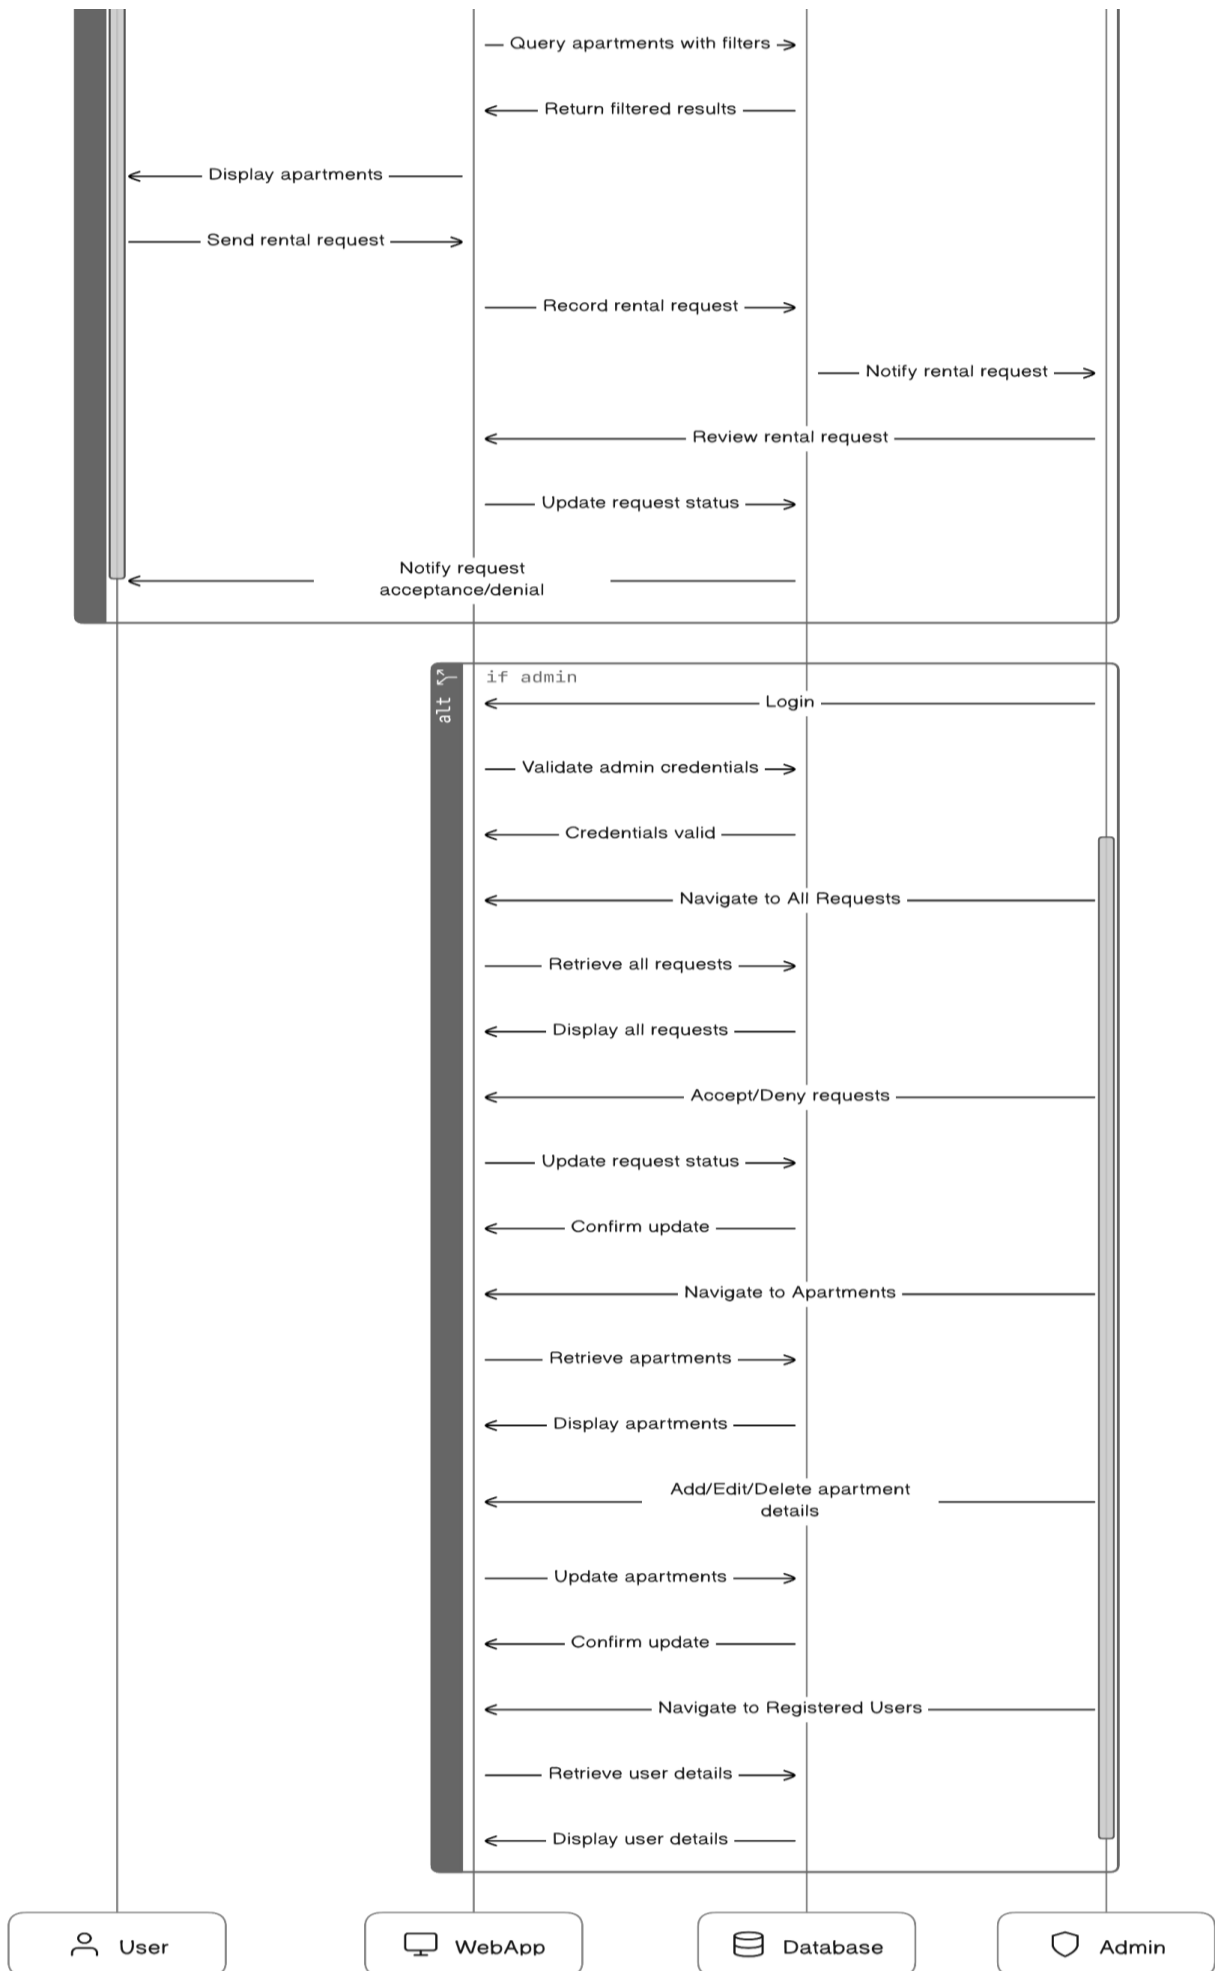 Query apartments with filters
Return filtered results
Display apartments
Send rental request
Record rental request
Notify rental request
Review rental request
Update request status
Notify request
acceptance/denial
alt
if admin
Login
Validate admin credentials
Credentials valid
Navigate to All Requests
Retrieve all requests
Display all requests
Accept/Deny requests
Update request status
Confirm update
Navigate to Apartments
Retrieve apartments
Display apartments
Add/Edit/Delete apartment
details
Update apartments
Confirm update
Navigate to Registered Users
Retrieve user details
Display user details
User
WebApp
Database
Admin